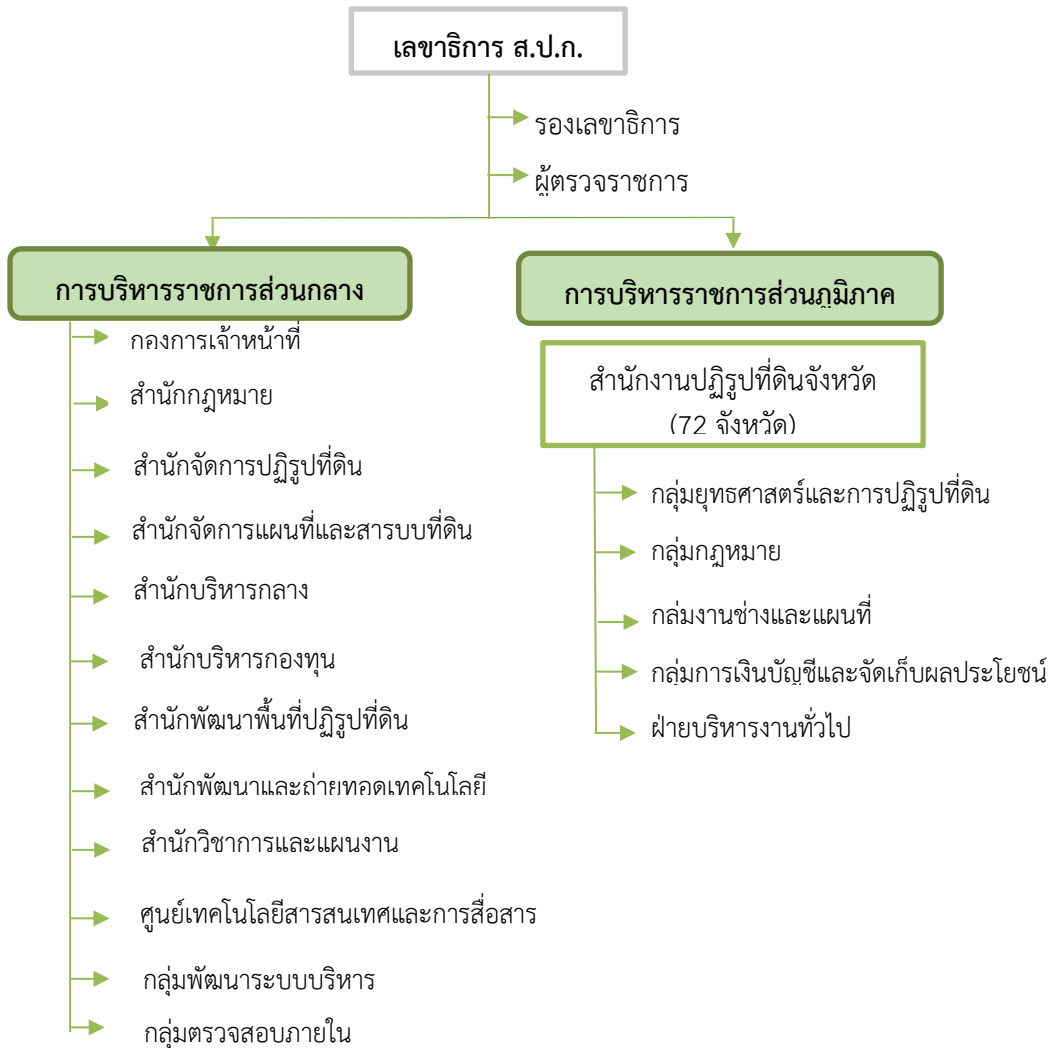 เลขาธิการ ส.ป.ก.
รองเลขาธิการ
ผู้ตรวจราชการ
การบริหารราชการส่วนกลาง
กองการเจ้าหน้าที่
สำนักกฎหมาย
สำนักจัดการปฏิรูปที่ดิน
สำนักจัดการแผนที่และสารบบที่ดิน
สำนักบริหารกลาง
สำนักบริหารกองทุน
สำนักพัฒนาพื้นที่ปฏิรูปที่ดิน
สำนักพัฒนาและถ่ายทอดเทคโนโลยี
สำนักวิชาการและแผนงาน
ศูนย์เทคโนโลยีสารสนเทศและการสื่อสาร
กลุ่มพัฒนาระบบบริหาร
กลุ่มตรวจสอบภายใน
การบริหารราชการส่วนภูมิภาค
สำนักงานปฏิรูปที่ดินจังหวัด
(72 จังหวัด)
กลุ่มยุทธศาสตร์และการปฏิรูปที่ดิน
กลุ่มกฎหมาย
กลุ่มงานช่างและแผนที่
กลุ่มการเงินบัญชีและจัดเก็บผลประโยชน์
ฝ่ายบริหารงานทั่วไป